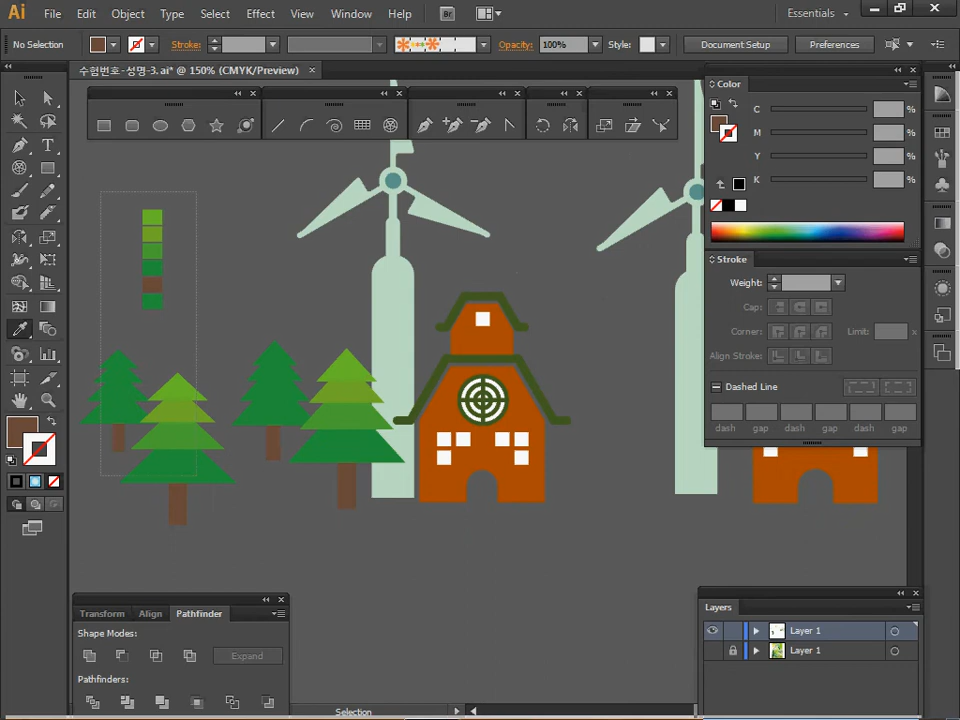 Ai File Edit Object Type Select Effect View Window Help Br Essentials
No Selection Stroke: Opacity: 100% Style: Document Setup Preferences
수험번호-성명-3.ai* @ 150% (CMYK/Preview)
Color
C %
M %
Y %
K %
Stroke
Weight:
Cap:
Corner: Limit: x
Align Stroke:
Dashed Line
dash gap dash gap dash gap
Transform Align Pathfinder
Shape Modes:
Expand
Pathfinders:
Layers
Layer 1
Layer 1
Selection